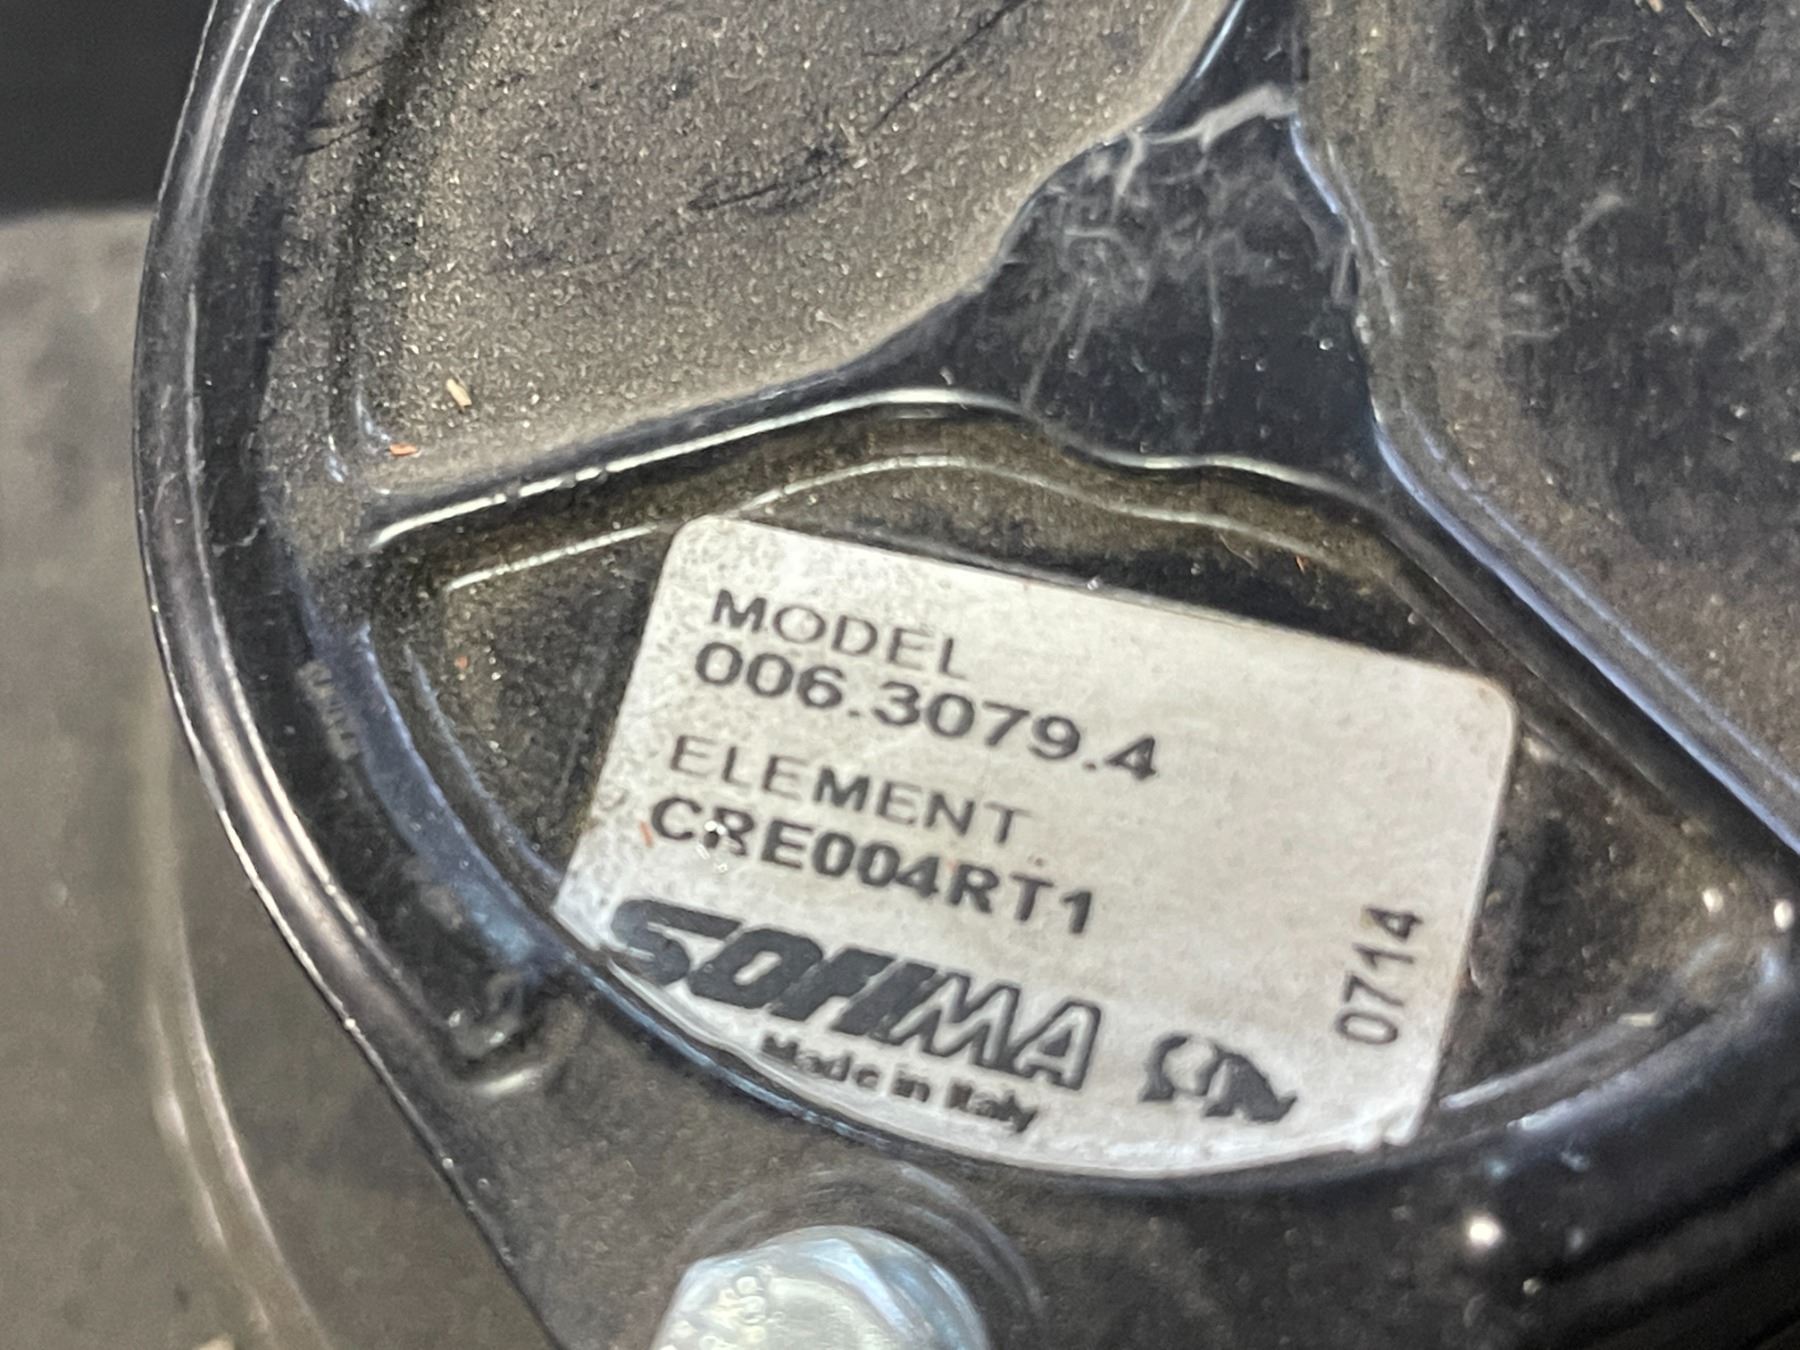 MODEL
006.3079.4
ELEMENT
CRE004RT1
SOFIMA
Made in Italy
0714